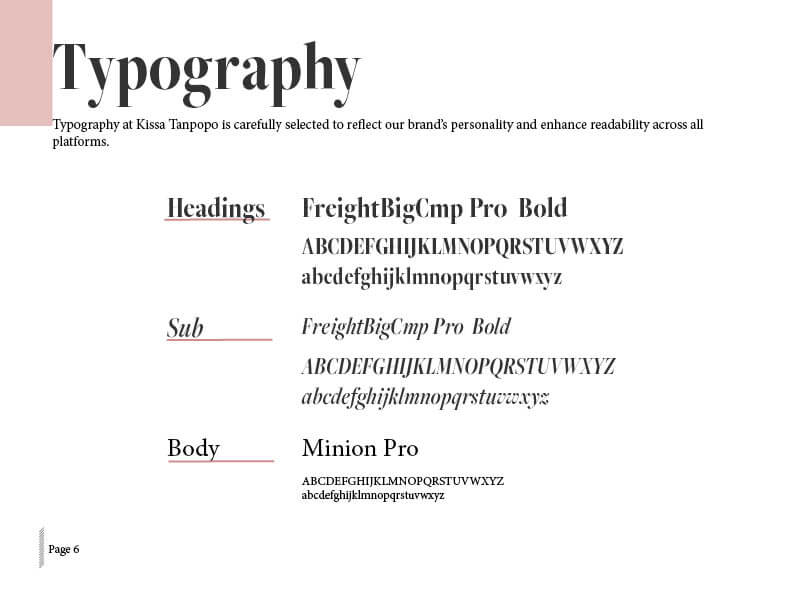 Typography
Typography at Kissa Tanpopo is carefully selected to reflect our brand's personality and enhance readability across all
platforms.
Headings FreightBigCmp Pro Bold
ABCDEFGHIJKLMNOPQRSTUVWXYZ
abcdefghijklmnopqrstuvwxyz
Sub FreightBigCmp Pro Bold
ABCDEFGHIJKLMNOPQRSTUVWXYZ
abcdefghijklmnopqrstuvwxyz
Body Minion Pro
ABCDEFGHIJKLMNOPQRSTUVWXYZ
abcdefghijklmnopqrstuvwxyz
Page 6